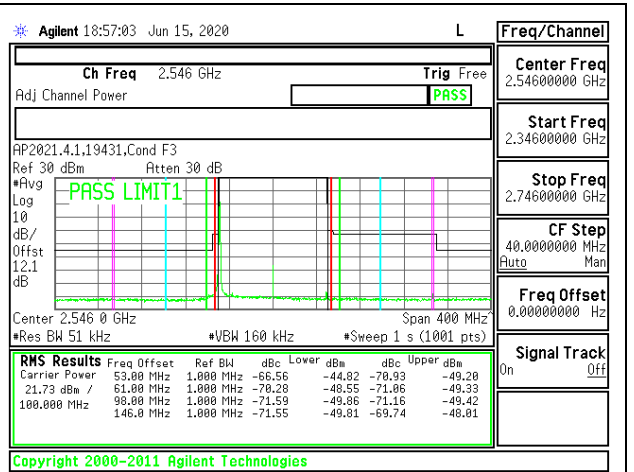 Agilent 18:57:03 Jun 15, 2020 L
Freq/Channel
Ch Freq 2.546 GHz Trig Free
Adj Channel Power PASS
AP2021.4.1,19431,Cond F3
Ref 30 dBm Atten 30 dB
#Avg
Log
10
dB/
Offst
12.1
dB
PASS LIMIT1
Center 2.546 0 GHz Span 400 MHz
#Res BW 51 kHz #VBW 160 kHz #Sweep 1 s (1001 pts)
RMS Results Freq Offset Ref BW dBc Lower dBm dBc Upper dBm
Carrier Power 53.00 MHz 1.000 MHz -66.56 -44.82 -70.93 -49.20
21.73 dBm / 61.00 MHz 1.000 MHz -70.28 -48.55 -71.06 -49.33
100.000 MHz 98.00 MHz 1.000 MHz -71.59 -49.86 -71.16 -49.42
146.0 MHz 1.000 MHz -71.55 -49.81 -69.74 -48.01
Center Freq
2.54600000 GHz
Start Freq
2.34600000 GHz
Stop Freq
2.74600000 GHz
CF Step
40.0000000 MHz
Auto Man
Freq Offset
0.00000000 Hz
Signal Track
On Off
Copyright 2000-2011 Agilent Technologies